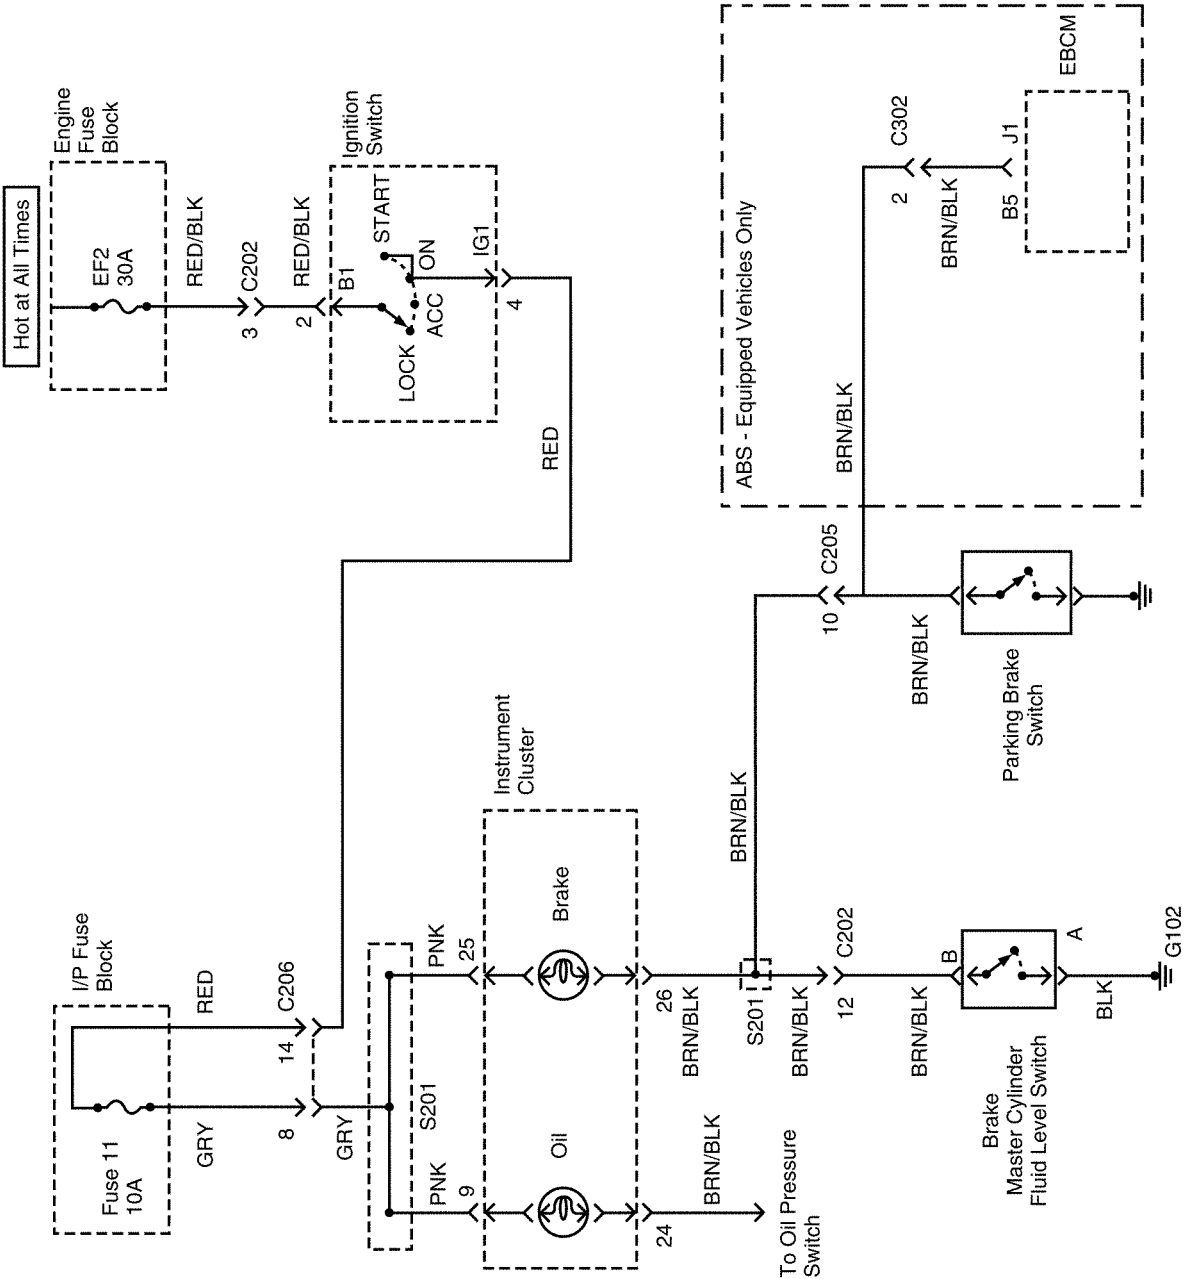 Hot at All Times
Engine
Fuse
Block
EF2
30A
RED/BLK
3
C202
RED/BLK
2
B1
Ignition
Switch
START
ON
ACC
LOCK
IG1
4
RED
I/P Fuse
Block
Fuse 11
10A
RED
GRY
14
C206
8
GRY
S201
PNK
25
PNK
9
Instrument
Cluster
Brake
Oil
26
BRN/BLK
24
BRN/BLK
To Oil Pressure
Switch
S201
BRN/BLK
BRN/BLK
12
C202
BRN/BLK
B
A
Brake
Master Cylinder
Fluid Level Switch
BLK
G102
10
C205
BRN/BLK
Parking Brake
Switch
ABS - Equipped Vehicles Only
BRN/BLK
2
C302
BRN/BLK
B5
J1
EBCM